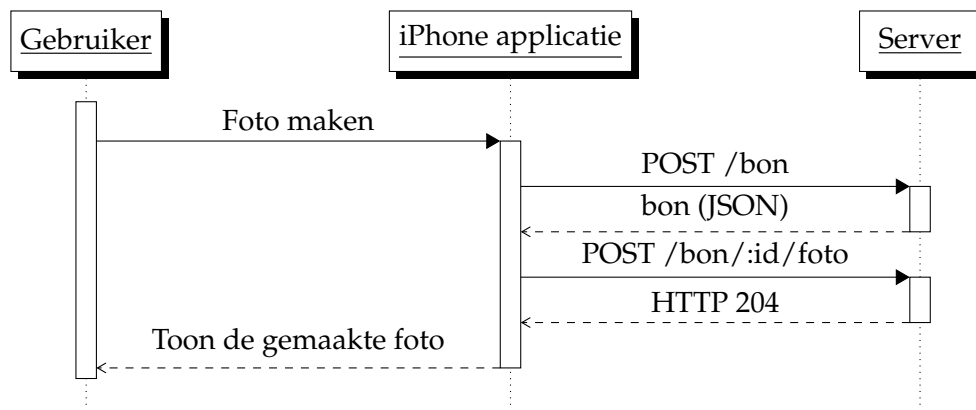 Gebruiker
iPhone applicatie
Server
Foto maken
POST /bon
bon (JSON)
POST /bon/:id/foto
HTTP 204
Toon de gemaakte foto